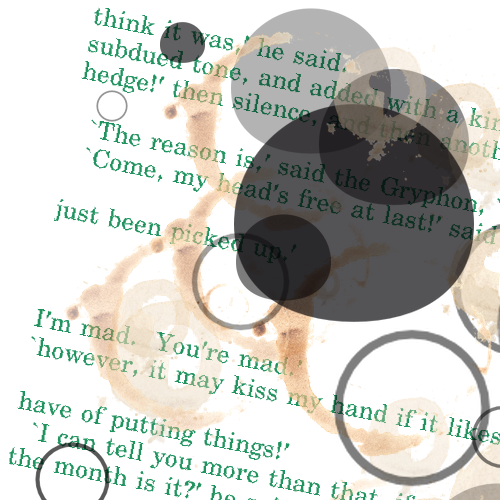 think it was,' he said.
subdued tone, and added with a kin
hedge!' then silence, and then anoth
`The reason is,' said the Gryphon, `
`Come, my head's free at last!' said
just been picked up.'
I'm mad. You're mad.'
`however, it may kiss my hand if it likes
have of putting things!'
`I can tell you more than that, if
the month is it?' he